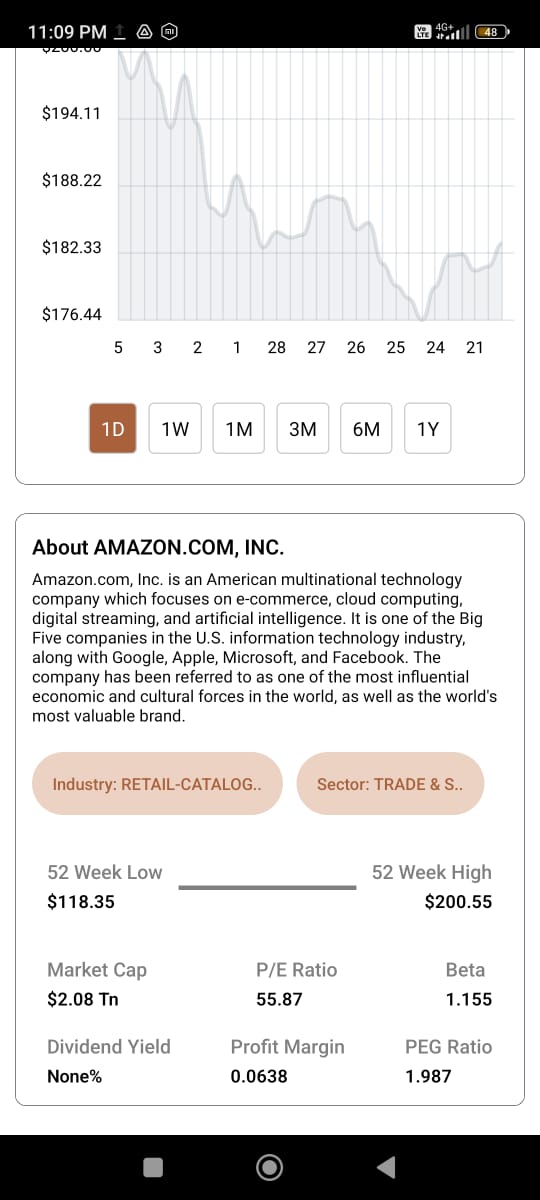 11:09 PM
Vo LTE 4G+ 48
$200.00
$194.11
$188.22
$182.33
$176.44
5 3 2 1 28 27 26 25 24 21
1D 1W 1M 3M 6M 1Y
About AMAZON.COM, INC.
Amazon.com, Inc. is an American multinational technology
company which focuses on e-commerce, cloud computing,
digital streaming, and artificial intelligence. It is one of the Big
Five companies in the U.S. information technology industry,
along with Google, Apple, Microsoft, and Facebook. The
company has been referred to as one of the most influential
economic and cultural forces in the world, as well as the world's
most valuable brand.
Industry: RETAIL-CATALOG.. Sector: TRADE & S..
52 Week Low 52 Week High
$118.35 $200.55
Market Cap P/E Ratio Beta
$2.08 Tn 55.87 1.155
Dividend Yield Profit Margin PEG Ratio
None% 0.0638 1.987